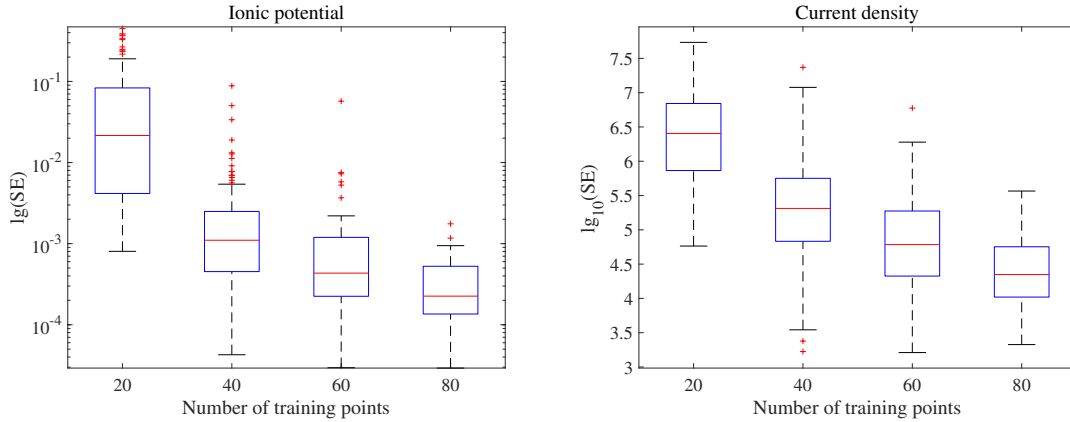 Ionic potential
lg(SE)
10^-1
10^-2
10^-3
10^-4
20 40 60 80
Number of training points
Current density
lg_10(SE)
7.5
7
6.5
6
5.5
5
4.5
4
3.5
3
20 40 60 80
Number of training points